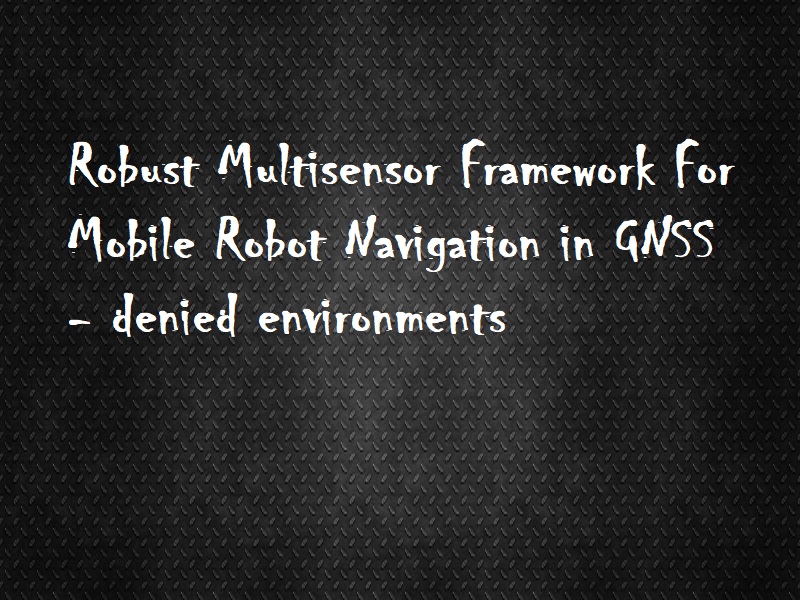 Robust Multisensor Framework For
Mobile Robot Navigation in GNSS
- denied environments